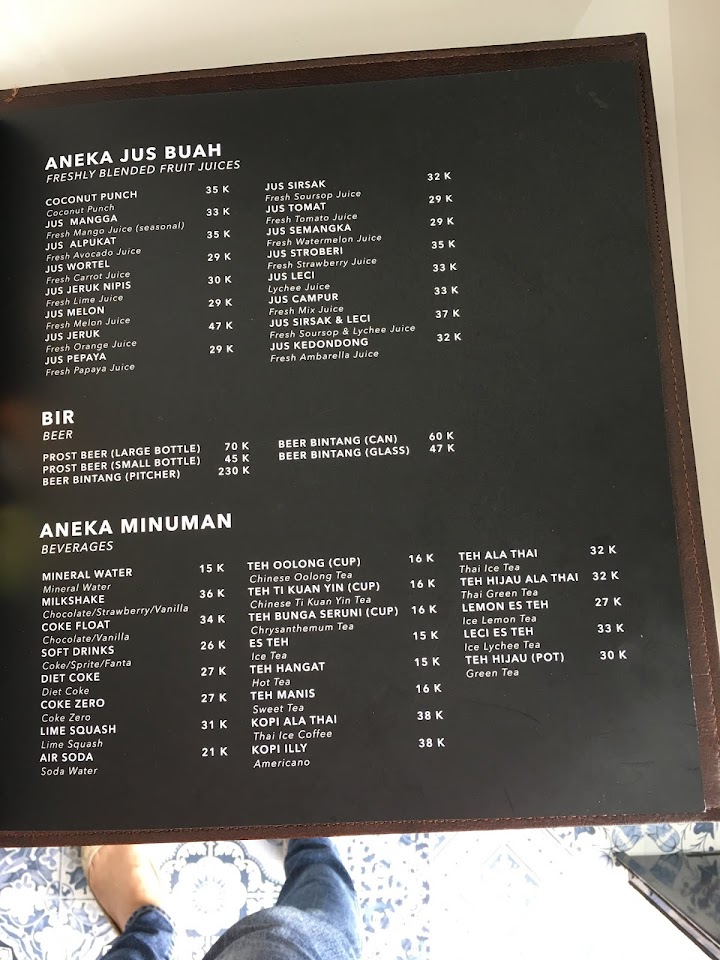 ANEKA JUS BUAH
FRESHLY BLENDED FRUIT JUICES
COCONUT PUNCH 35 K
Coconut Punch
JUS MANGGA 33 K
Fresh Mango Juice (seasonal)
JUS ALPUKAT 35 K
Fresh Avocado Juice
JUS WORTEL 29 K
Fresh Carrot Juice
JUS JERUK NIPIS 30 K
Fresh Lime Juice
JUS MELON 29 K
Fresh Melon Juice
JUS JERUK 47 K
Fresh Orange Juice
JUS PEPAYA 29 K
Fresh Papaya Juice
JUS SIRSAK 32 K
Fresh Soursop Juice
JUS TOMAT 29 K
Fresh Tomato Juice
JUS SEMANGKA 29 K
Fresh Watermelon Juice
JUS STROBERI 35 K
Fresh Strawberry Juice
JUS LECI 33 K
Lychee Juice
JUS CAMPUR 33 K
Fresh Mix Juice
JUS SIRSAK & LECI 37 K
Fresh Soursop & Lychee Juice
JUS KEDONDONG 32 K
Fresh Ambarella Juice
BIR
BEER
PROST BEER (LARGE BOTTLE) 70 K
PROST BEER (SMALL BOTTLE) 45 K
BEER BINTANG (PITCHER) 230 K
BEER BINTANG (CAN) 60 K
BEER BINTANG (GLASS) 47 K
ANEKA MINUMAN
BEVERAGES
MINERAL WATER 15 K
Mineral Water
MILKSHAKE 36 K
Chocolate/Strawberry/Vanilla
COKE FLOAT 34 K
Chocolate/Vanilla
SOFT DRINKS 26 K
Coke/Sprite/Fanta
DIET COKE 27 K
Diet Coke
COKE ZERO 27 K
Coke Zero
LIME SQUASH 31 K
Lime Squash
AIR SODA 21 K
Soda Water
TEH OOLONG (CUP) 16 K
Chinese Oolong Tea
TEH TI KUAN YIN (CUP) 16 K
Chinese Ti Kuan Yin Tea
TEH BUNGA SERUNI (CUP) 16 K
Chrysanthemum Tea
ES TEH 15 K
Ice Tea
TEH HANGAT 15 K
Hot Tea
TEH MANIS 16 K
Sweet Tea
KOPI ALA THAI 38 K
Thai Ice Coffee
KOPI ILLY 38 K
Americano
TEH ALA THAI 32 K
Thai Ice Tea
TEH HIJAU ALA THAI 32 K
Thai Green Tea
LEMON ES TEH 27 K
Ice Lemon Tea
LECI ES TEH 33 K
Ice Lychee Tea
TEH HIJAU (POT) 30 K
Green Tea